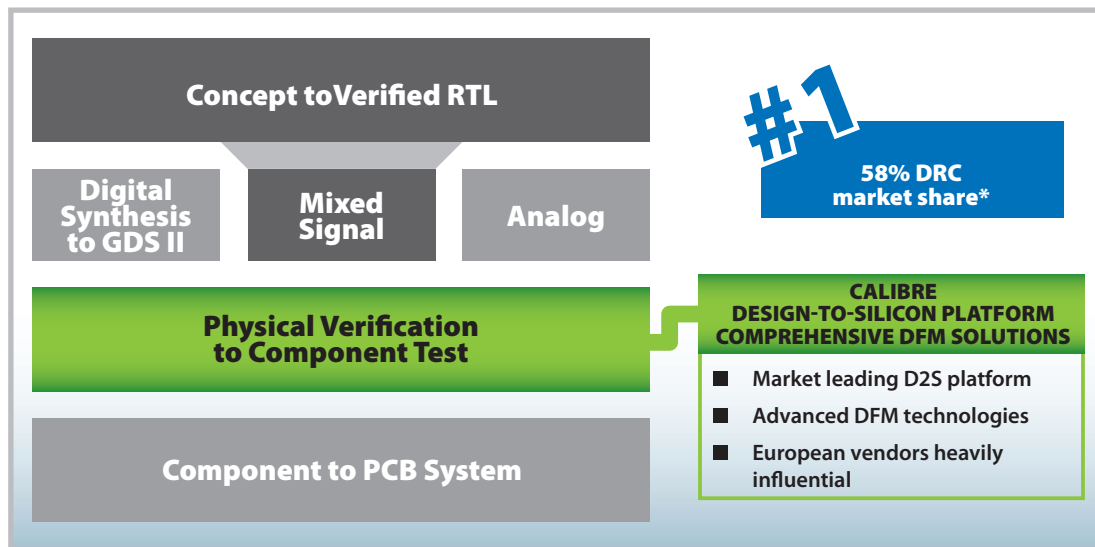 Concept toVerified RTL
#1
58% DRC
market share*
Digital
Synthesis
to GDS II
Mixed
Signal
Analog
Physical Verification
to Component Test
CALIBRE
DESIGN-TO-SILICON PLATFORM
COMPREHENSIVE DFM SOLUTIONS
■ Market leading D2S platform
■ Advanced DFM technologies
■ European vendors heavily
influential
Component to PCB System